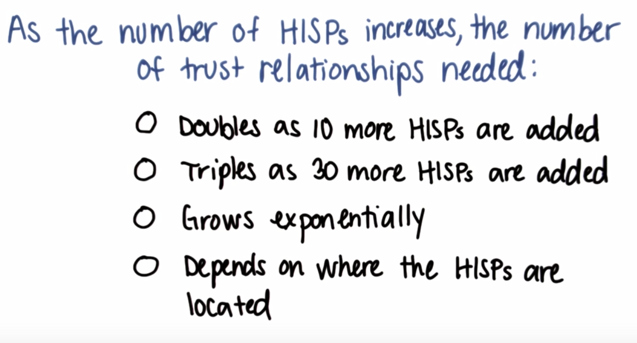 As the number of HISPs increases, the number
of trust relationships needed:
Doubles as 10 more HISPs are added
Triples as 30 more HISPs are added
Grows exponentially
Depends on where the HISPs are
located